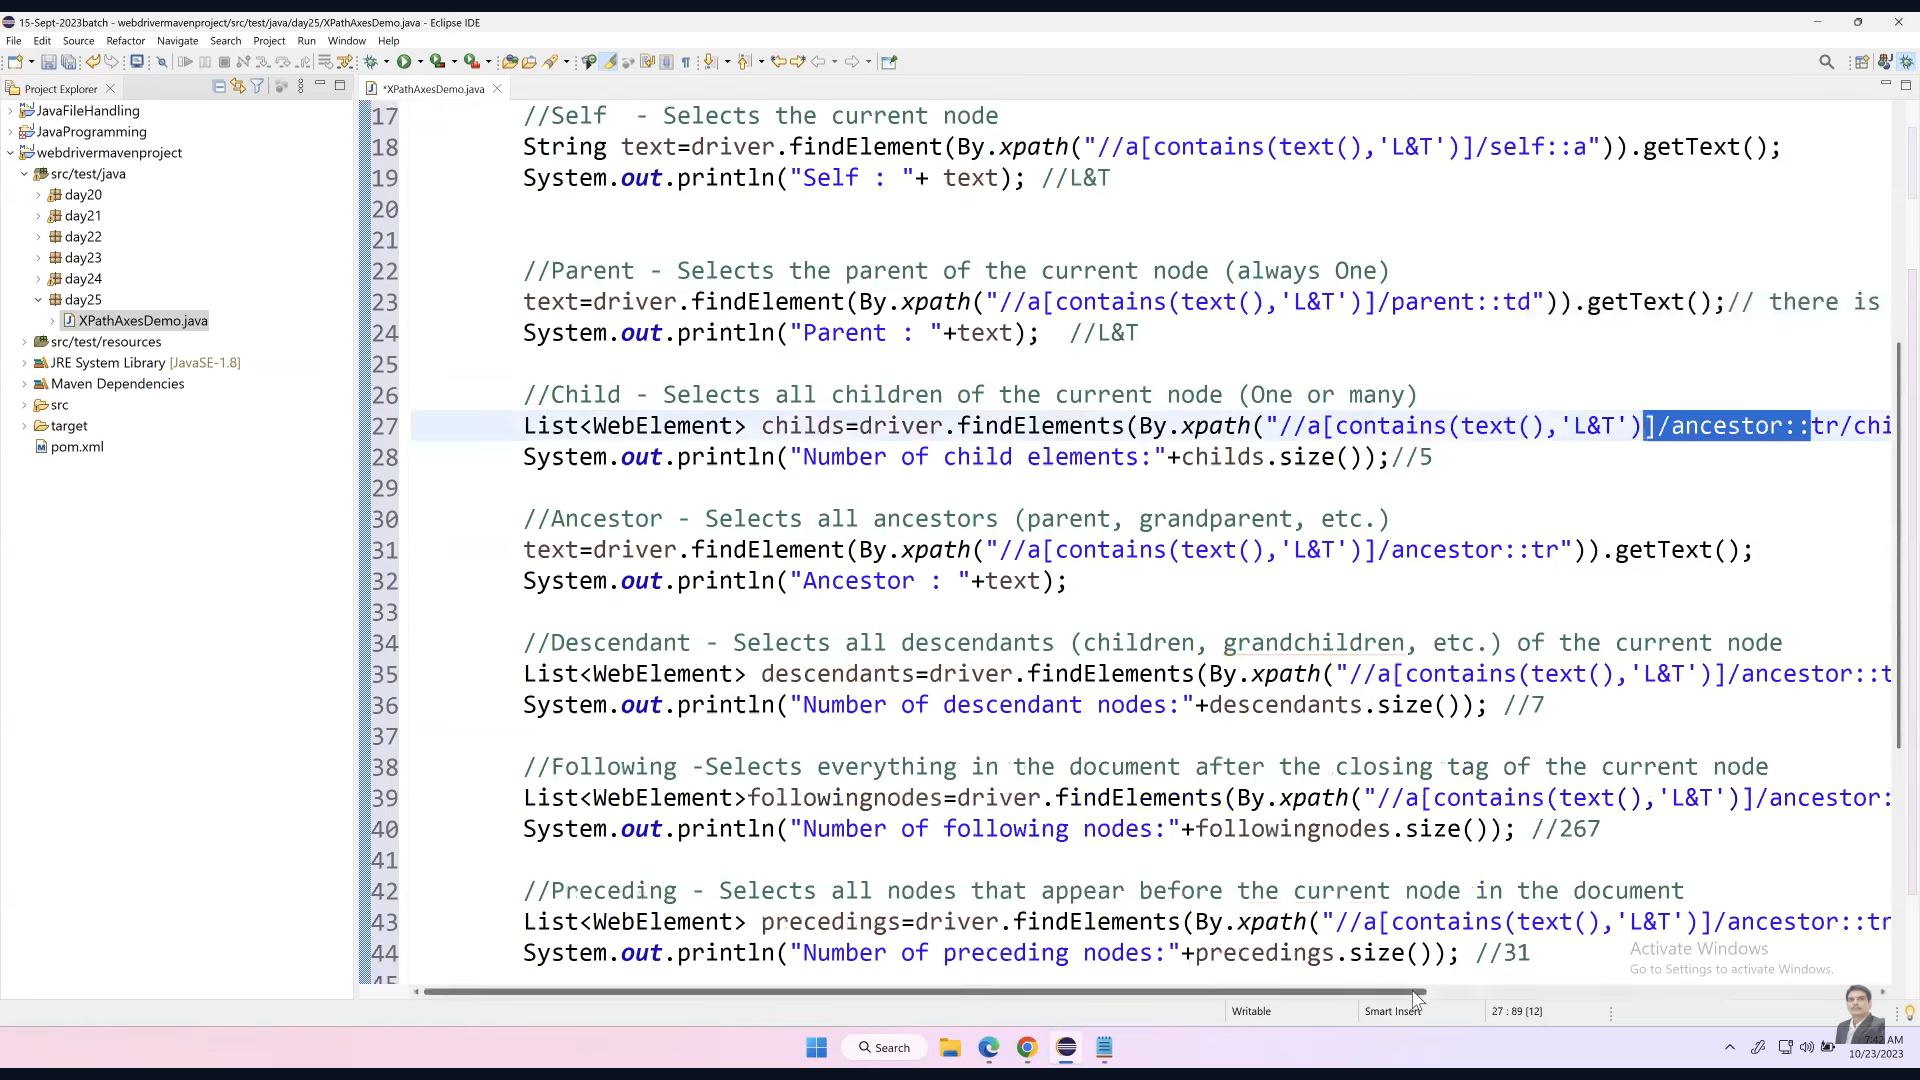 15-Sept-2023batch - webdrivermavenproject/src/test/java/day25/XPathAxesDemo.java - Eclipse IDE
File Edit Source Refactor Navigate Search Project Run Window Help
Project Explorer
*XPathAxesDemo.java
JavaFileHandling
JavaProgramming
webdrivermavenproject
src/test/java
day20
day21
day22
day23
day24
day25
XPathAxesDemo.java
src/test/resources
JRE System Library [JavaSE-1.8]
Maven Dependencies
src
target
pom.xml
17 //Self  - Selects the current node
18 String text=driver.findElement(By.xpath("//a[contains(text(),'L&T')]/self::a")).getText();
19 System.out.println("Self : "+ text); //L&T
20
21
22 //Parent - Selects the parent of the current node (always One)
23 text=driver.findElement(By.xpath("//a[contains(text(),'L&T')]/parent::td")).getText();// there is
24 System.out.println("Parent : "+text);  //L&T
25
26 //Child - Selects all children of the current node (One or many)
27 List<WebElement> childs=driver.findElements(By.xpath("//a[contains(text(),'L&T')]/ancestor::tr/chi
28 System.out.println("Number of child elements:"+childs.size());//5
29
30 //Ancestor - Selects all ancestors (parent, grandparent, etc.)
31 text=driver.findElement(By.xpath("//a[contains(text(),'L&T')]/ancestor::tr")).getText();
32 System.out.println("Ancestor : "+text);
33
34 //Descendant - Selects all descendants (children, grandchildren, etc.) of the current node
35 List<WebElement> descendants=driver.findElements(By.xpath("//a[contains(text(),'L&T')]/ancestor::t
36 System.out.println("Number of descendant nodes:"+descendants.size()); //7
37
38 //Following -Selects everything in the document after the closing tag of the current node
39 List<WebElement>followingnodes=driver.findElements(By.xpath("//a[contains(text(),'L&T')]/ancestor:
40 System.out.println("Number of following nodes:"+followingnodes.size()); //267
41
42 //Preceding - Selects all nodes that appear before the current node in the document
43 List<WebElement> precedings=driver.findElements(By.xpath("//a[contains(text(),'L&T')]/ancestor::tr
44 System.out.println("Number of preceding nodes:"+precedings.size()); //31
Activate Windows
Go to Settings to activate Windows.
Writable Smart Insert 27 : 89 [12]
Search
7:42 AM
10/23/2023